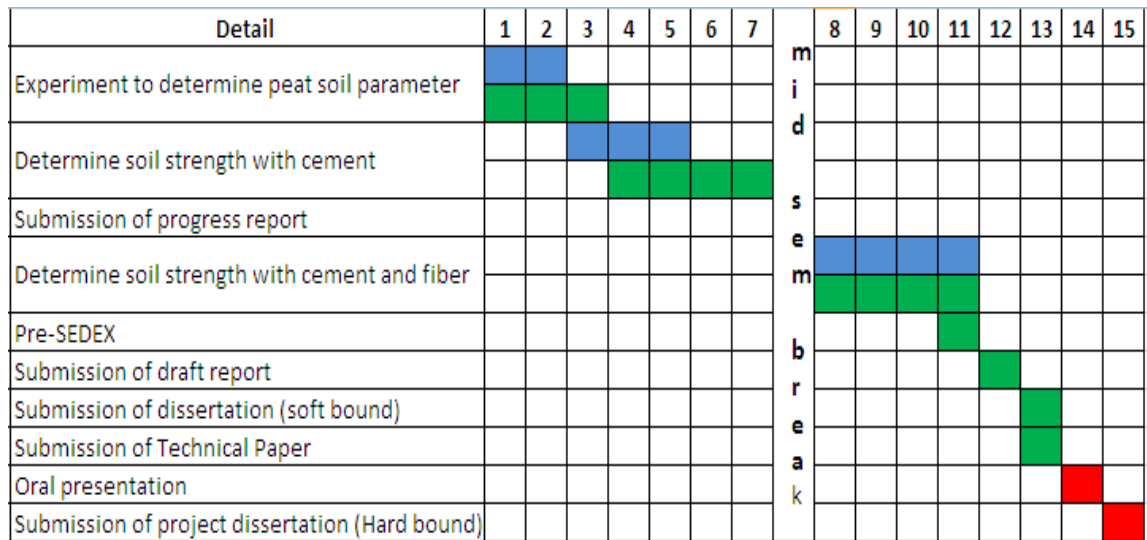 Detail 1 2 3 4 5 6 7 8 9 10 11 12 13 14 15
Experiment to determine peat soil parameter
Determine soil strength with cement
Submission of progress report
Determine soil strength with cement and fiber
Pre-SEDEX
Submission of draft report
Submission of dissertation (soft bound)
Submission of Technical Paper
Oral presentation
Submission of project dissertation (Hard bound)
mid sem break